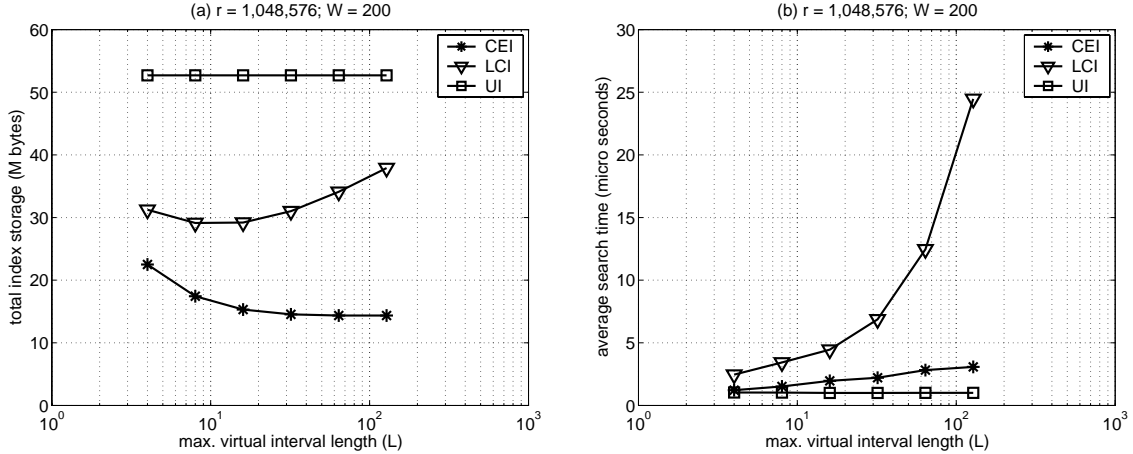 (a) r = 1,048,576; W = 200
60
50
40
30
20
10
0
total index storage (M bytes)
CEI
LCI
UI
10^0
10^1
10^2
10^3
max. virtual interval length (L)
(b) r = 1,048,576; W = 200
30
25
20
15
10
5
0
average search time (micro seconds)
CEI
LCI
UI
10^0
10^1
10^2
10^3
max. virtual interval length (L)